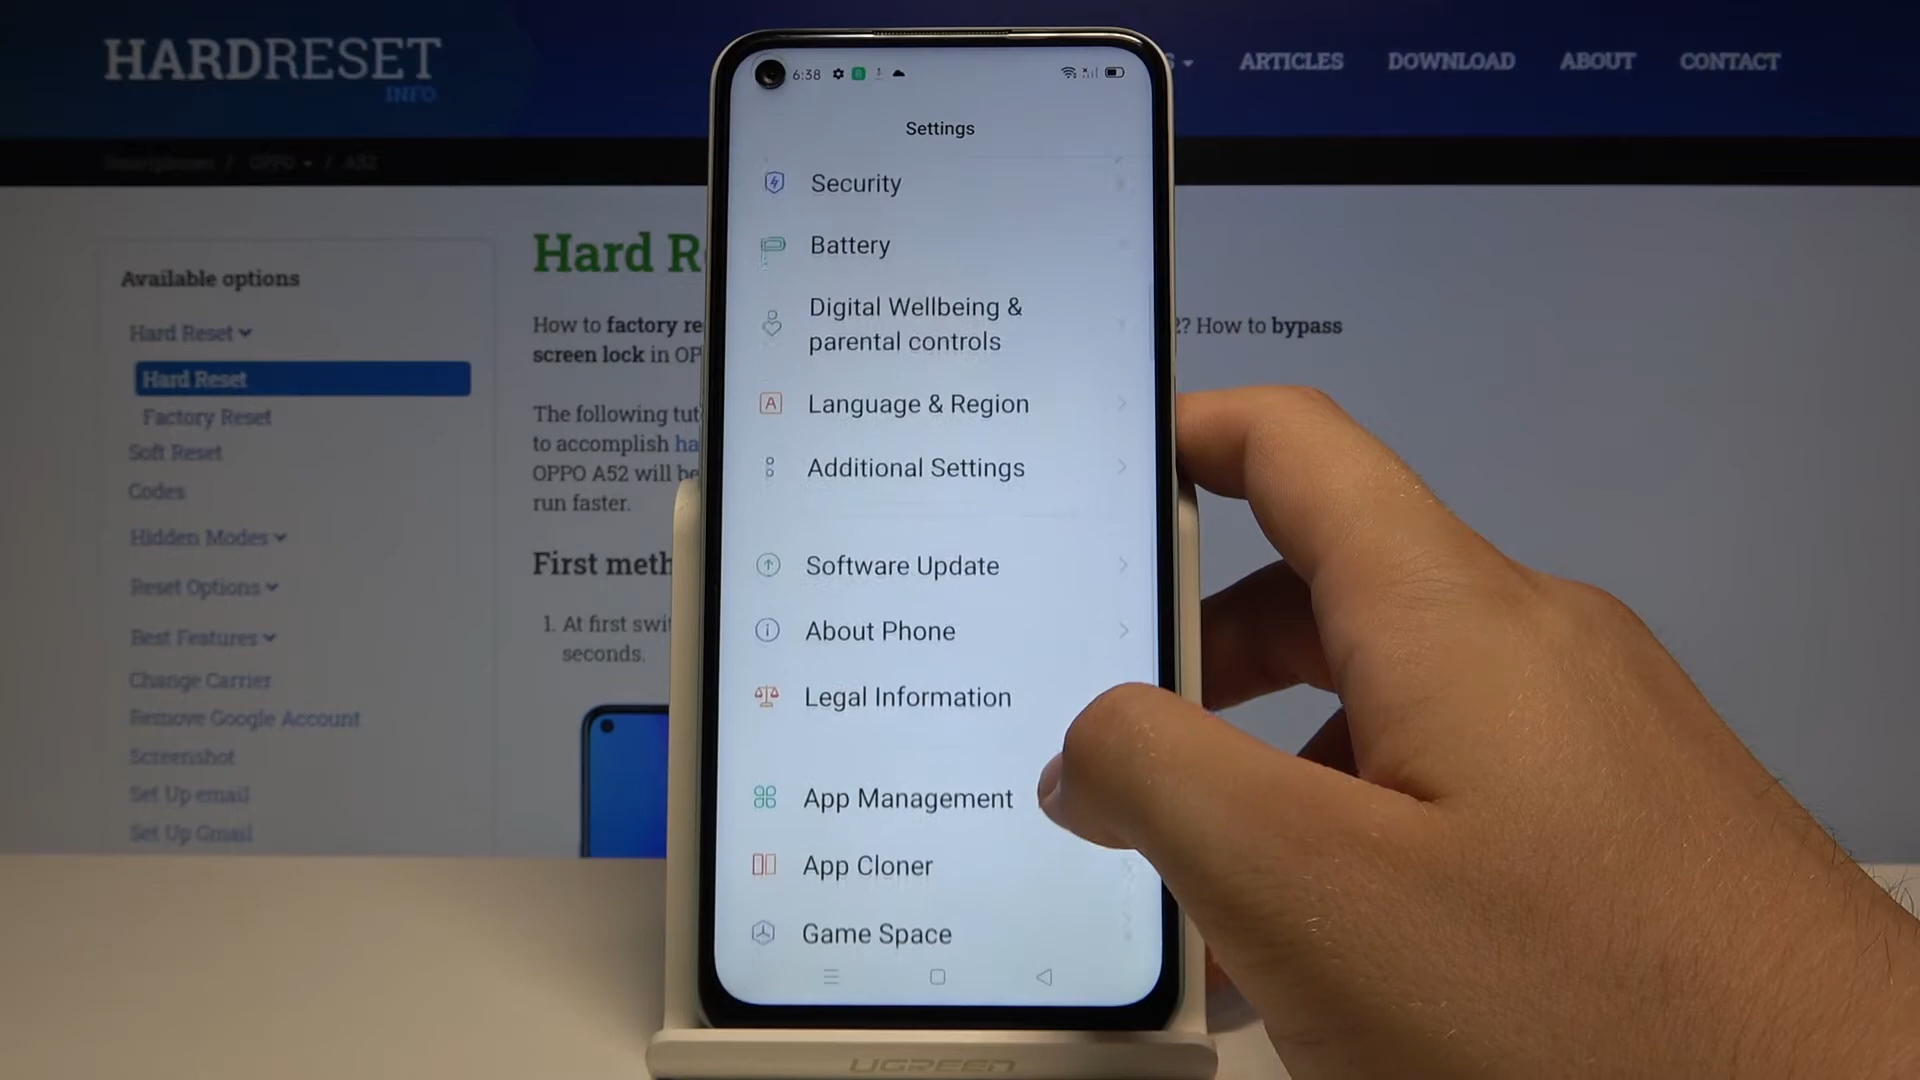 HARDRESET
INFO
ARTICLES
DOWNLOAD
ABOUT
CONTACT
Smartphones / OPPO / A52
Available options
Hard Reset
Hard Reset
Factory Reset
Soft Reset
Codes
Hidden Modes
Reset Options
Best Features
Change Carrier
Remove Google Account
Screenshot
Set Up email
Set Up Gmail
Hard R
How to factory re
screen lock in OP
? How to bypass
The following tut
to accomplish ha
OPPO A52 will be
run faster.
First meth
1. At first swit
seconds.
6:38
Settings
Security
Battery
Digital Wellbeing &
parental controls
A
Language & Region
Additional Settings
Software Update
About Phone
Legal Information
App Management
App Cloner
Game Space
UGREEN